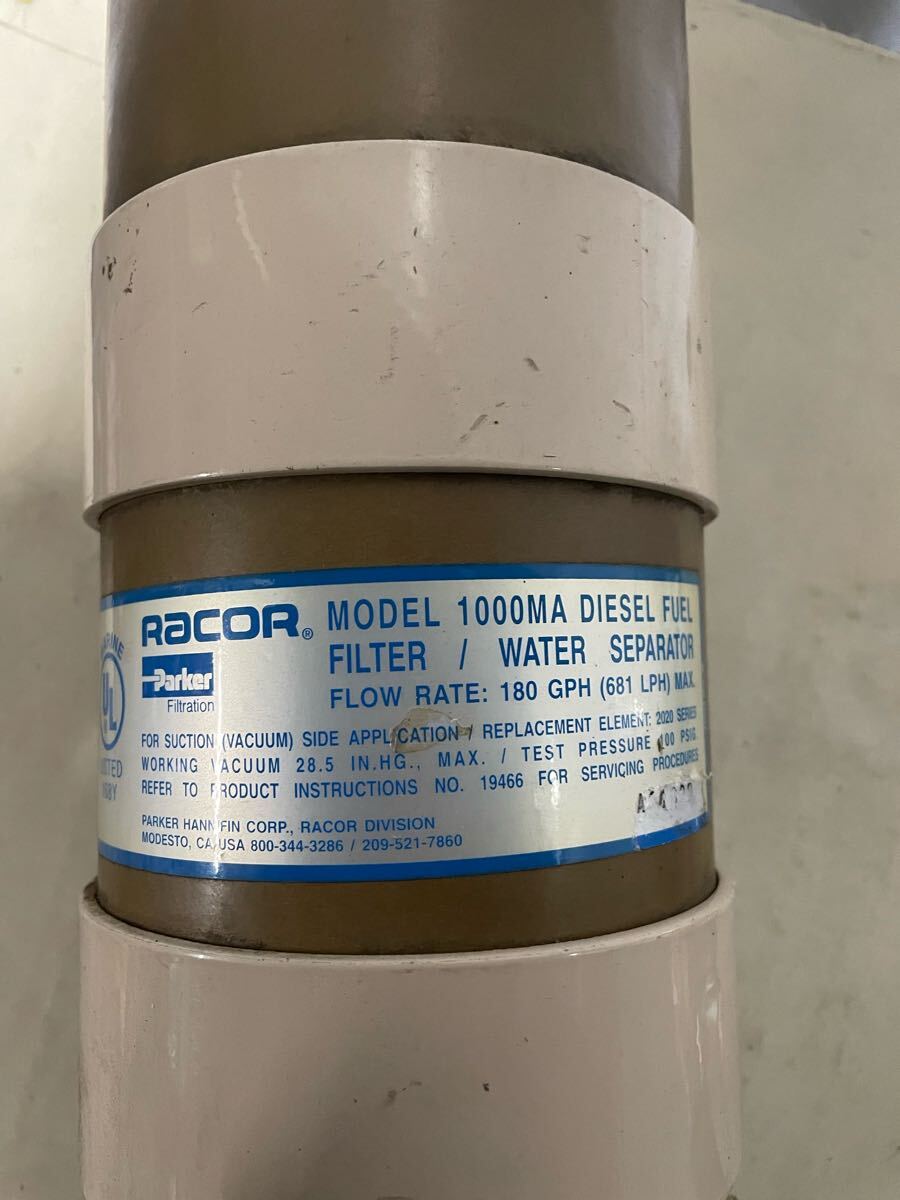 RACOR®
MODEL 1000MA DIESEL FUEL
FILTER / WATER SEPARATOR
FLOW RATE: 180 GPH (681 LPH) MAX.
Parker
Filtration
UL
FOR SUCTION (VACUUM) SIDE APPLICATION / REPLACEMENT ELEMENT: 2020 SERIES
WORKING VACUUM 28.5 IN.HG., MAX. / TEST PRESSURE 100 PSIG.
REFER TO PRODUCT INSTRUCTIONS NO. 19466 FOR SERVICING PROCEDURES
PARKER HANNIFIN CORP., RACOR DIVISION
MODESTO, CA/USA 800-344-3286 / 209-521-7860